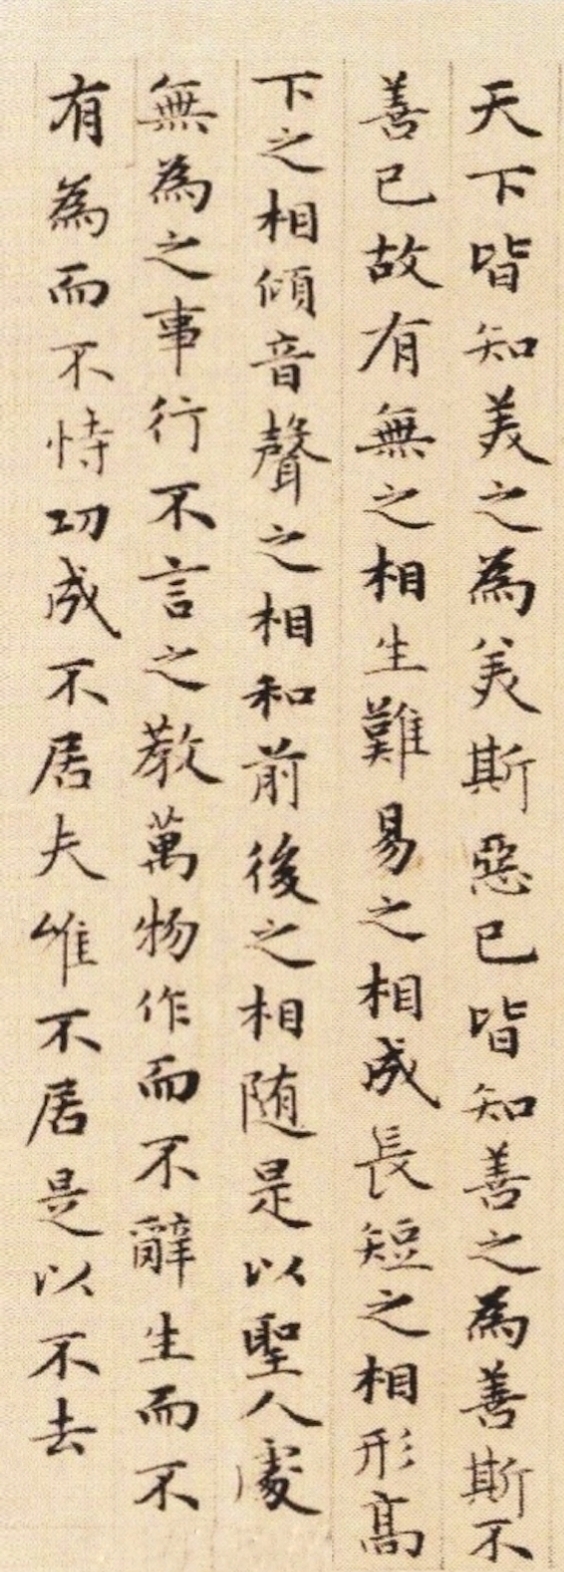 天下皆知美之為美斯惡已皆知善之為善斯不
善已故有無之相生難易之相成長短之相形高
下之相傾音聲之相和前後之相随是以聖人處
無為之事行不言之教萬物作而不辭生而不
有為而不恃功成不居夫惟不居是以不去